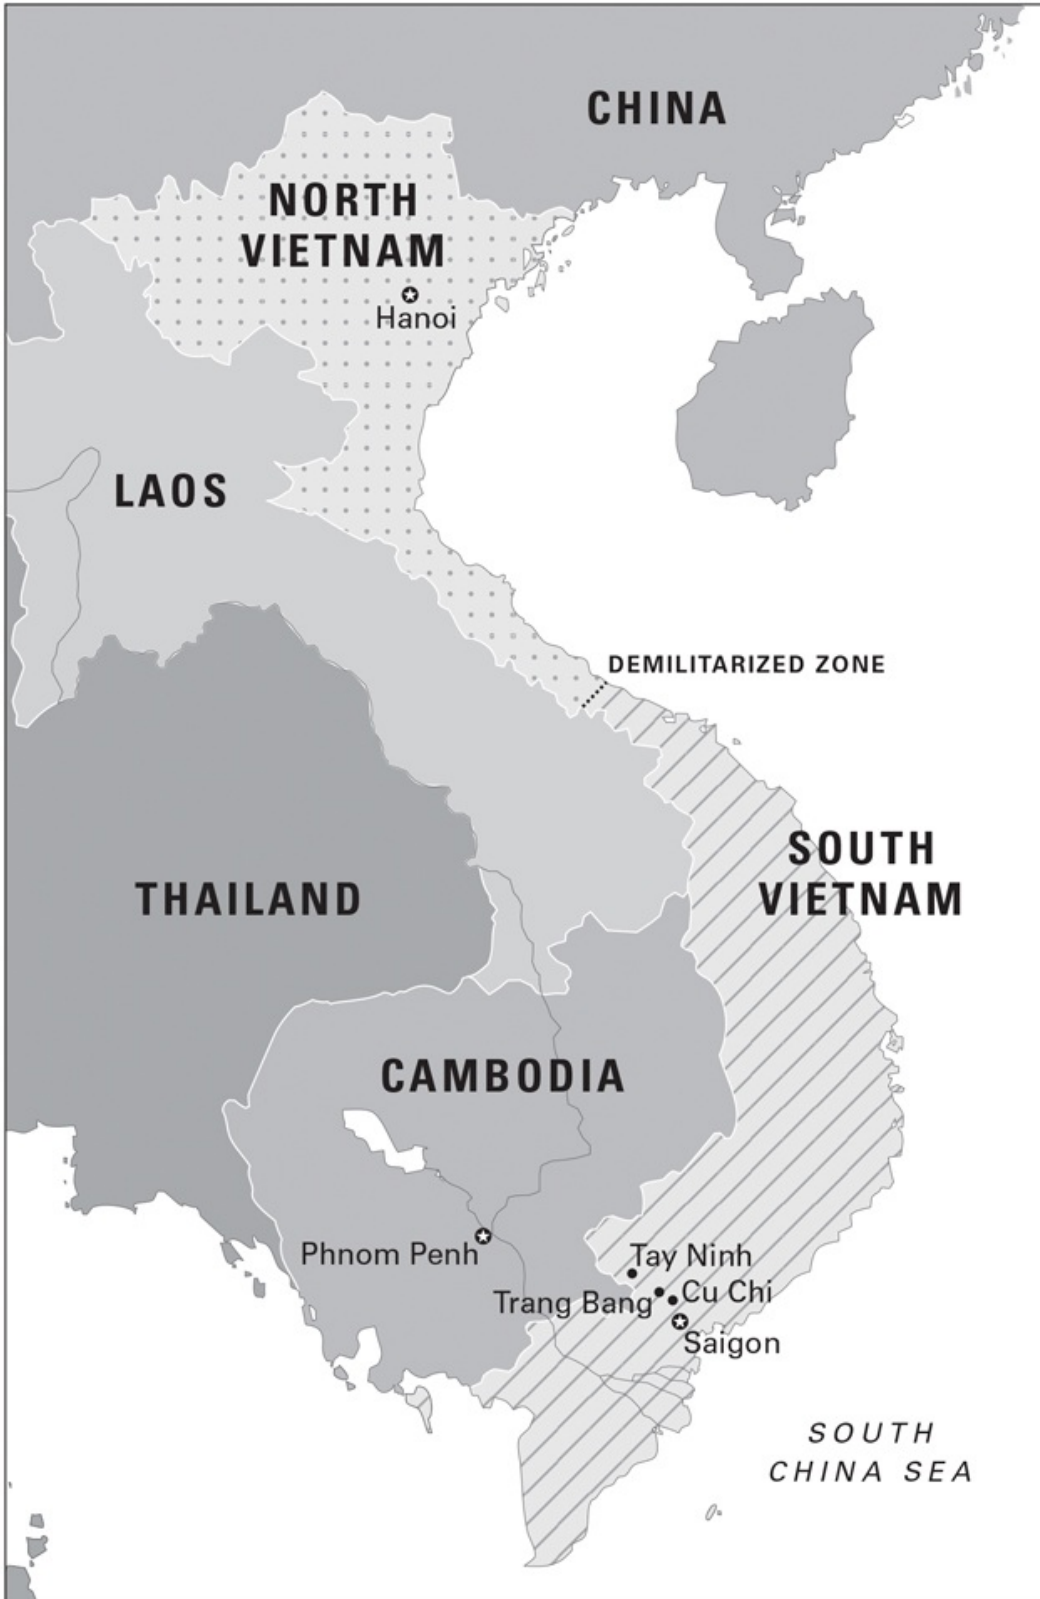 CHINA
NORTH
VIETNAM
Hanoi
LAOS
DEMILITARIZED ZONE
SOUTH
VIETNAM
THAILAND
CAMBODIA
Phnom Penh
Tay Ninh
Trang Bang
Cu Chi
Saigon
SOUTH
CHINA SEA